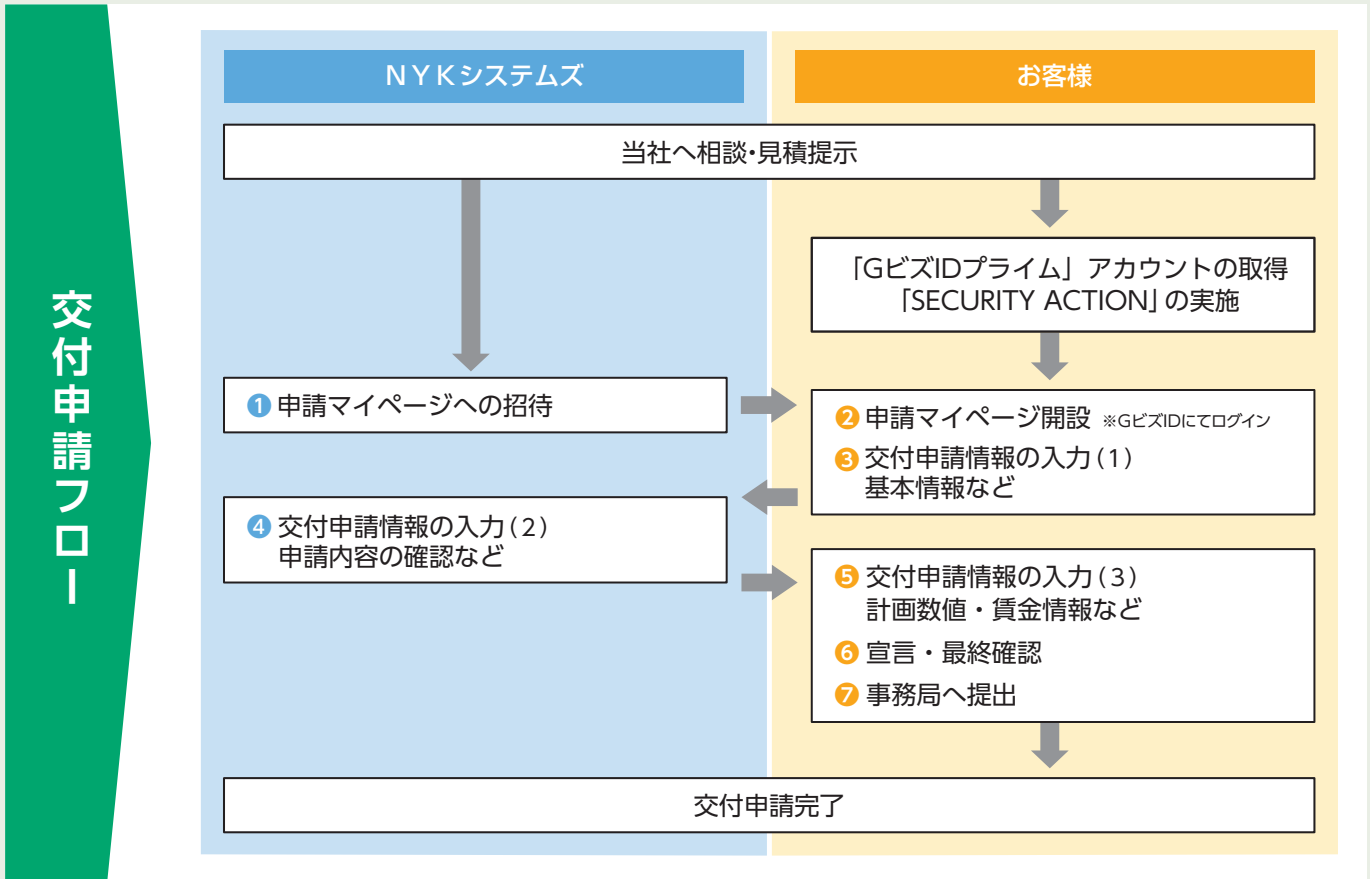 交付申請フロー
NYKシステムズ
お客様
当社へ相談・見積提示
「GビズIDプライム」アカウントの取得
「SECURITY ACTION」の実施
❶申請マイページへの招待
❷申請マイページ開設 ※GビズIDにてログイン
❸交付申請情報の入力(1)
基本情報など
❹交付申請情報の入力(2)
申請内容の確認など
❺交付申請情報の入力(3)
計画数値・賃金情報など
❻宣言・最終確認
❼事務局へ提出
交付申請完了